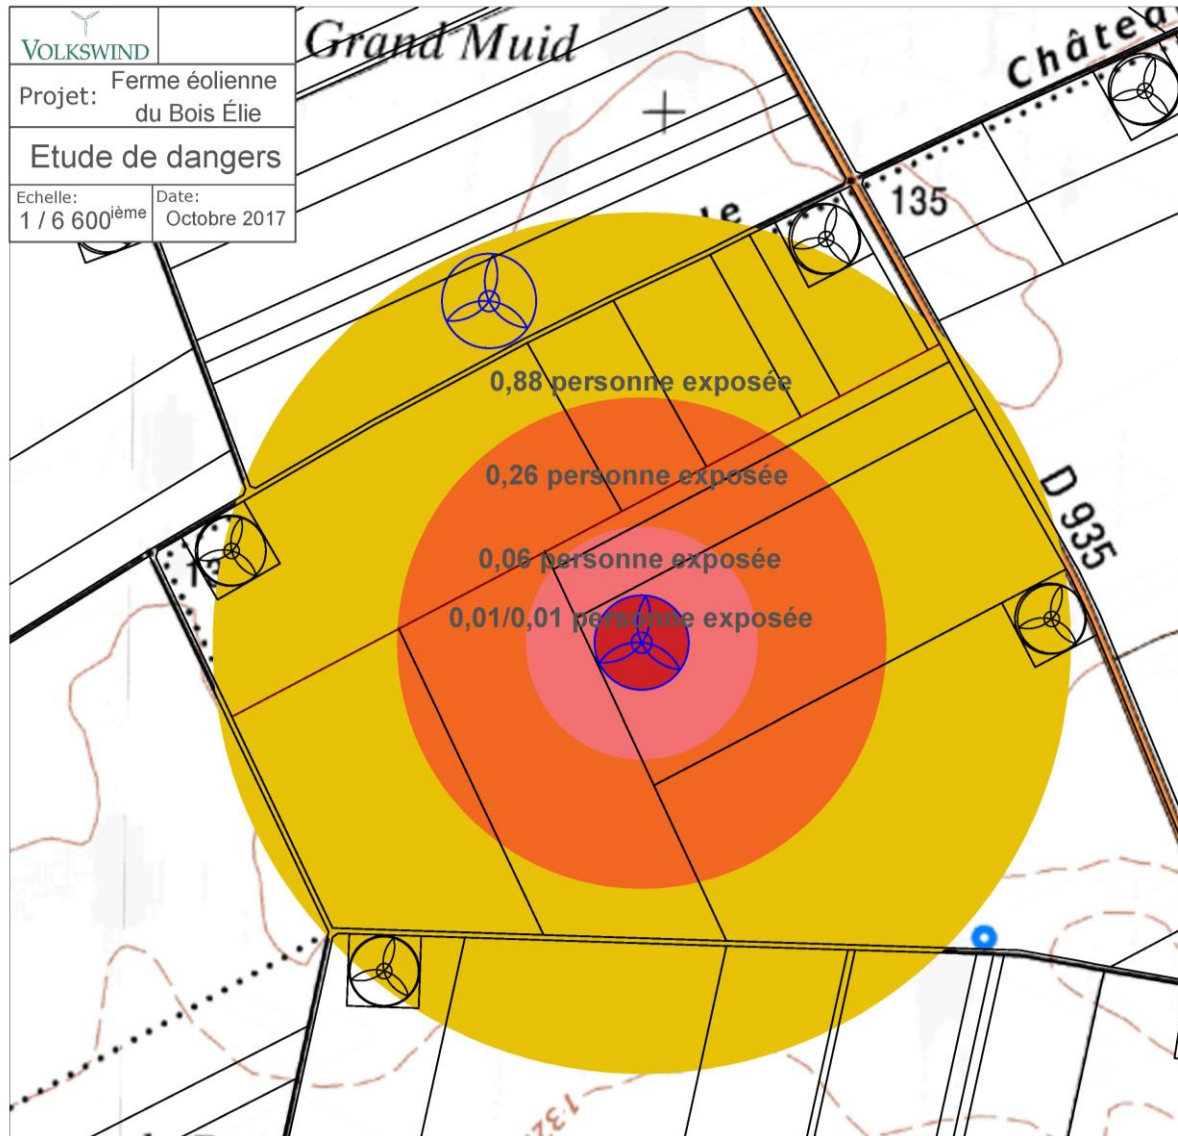 VOLKSWIND
Projet: Ferme éolienne
du Bois Élie
Etude de dangers
Echelle:
1 / 6 600ième
Date:
Octobre 2017
Grand Muid
135
D 935
0,88 personne exposée
0,26 personne exposée
0,06 personne exposée
0,01/0,01 personne exposée